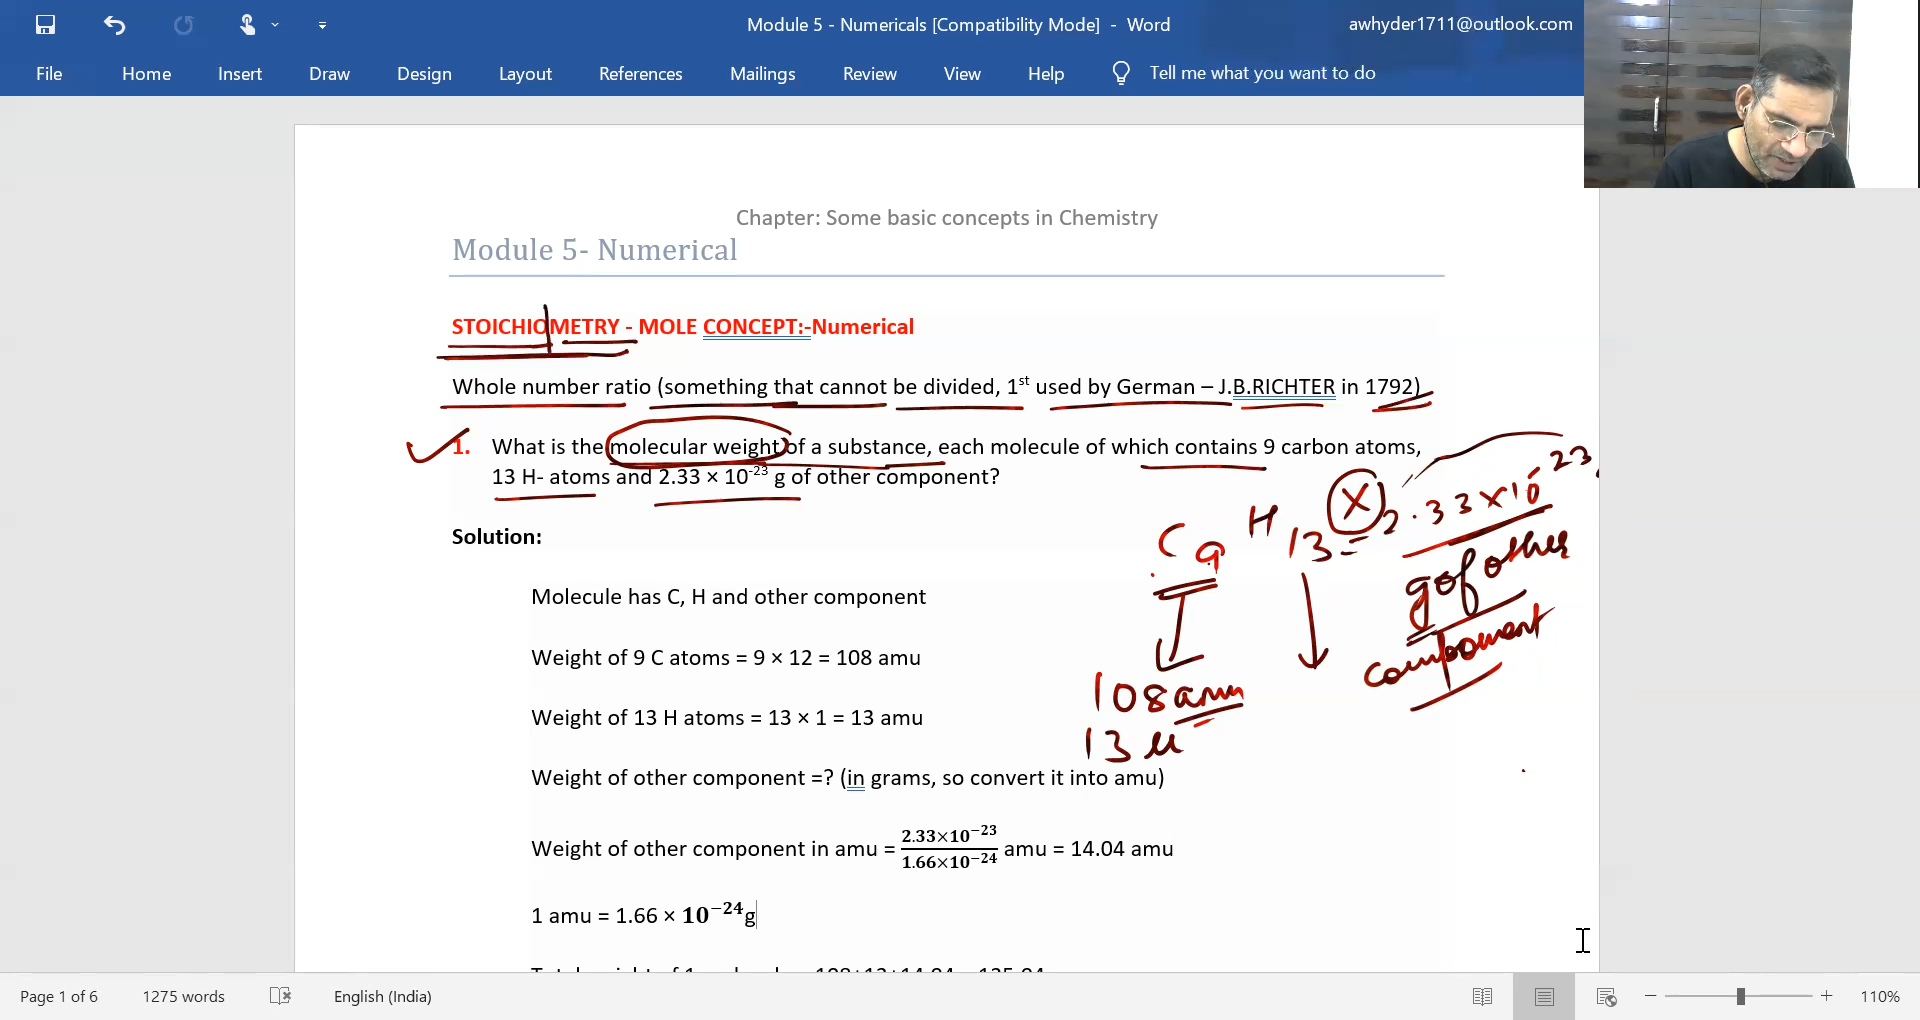 Module 5 - Numericals [Compatibility Mode] - Word
awhyder1711@outlook.com
File Home Insert Draw Design Layout References Mailings Review View Help Tell me what you want to do
Chapter: Some basic concepts in Chemistry
Module 5- Numerical
STOICHIOMETRY - MOLE CONCEPT:-Numerical
Whole number ratio (something that cannot be divided, 1st used by German – J.B.RICHTER in 1792)
1. What is the molecular weight of a substance, each molecule of which contains 9 carbon atoms,
13 H- atoms and 2.33 × 10-23 g of other component?
Solution:
C9 H13 X = 2.33×10 23
g of other
component
108 amu
13 u
Molecule has C, H and other component
Weight of 9 C atoms = 9 × 12 = 108 amu
Weight of 13 H atoms = 13 × 1 = 13 amu
Weight of other component =? (in grams, so convert it into amu)
Weight of other component in amu = 2.33×10−23 / 1.66×10−24 amu = 14.04 amu
1 amu = 1.66 × 10−24g
Page 1 of 6 1275 words English (India) 110%